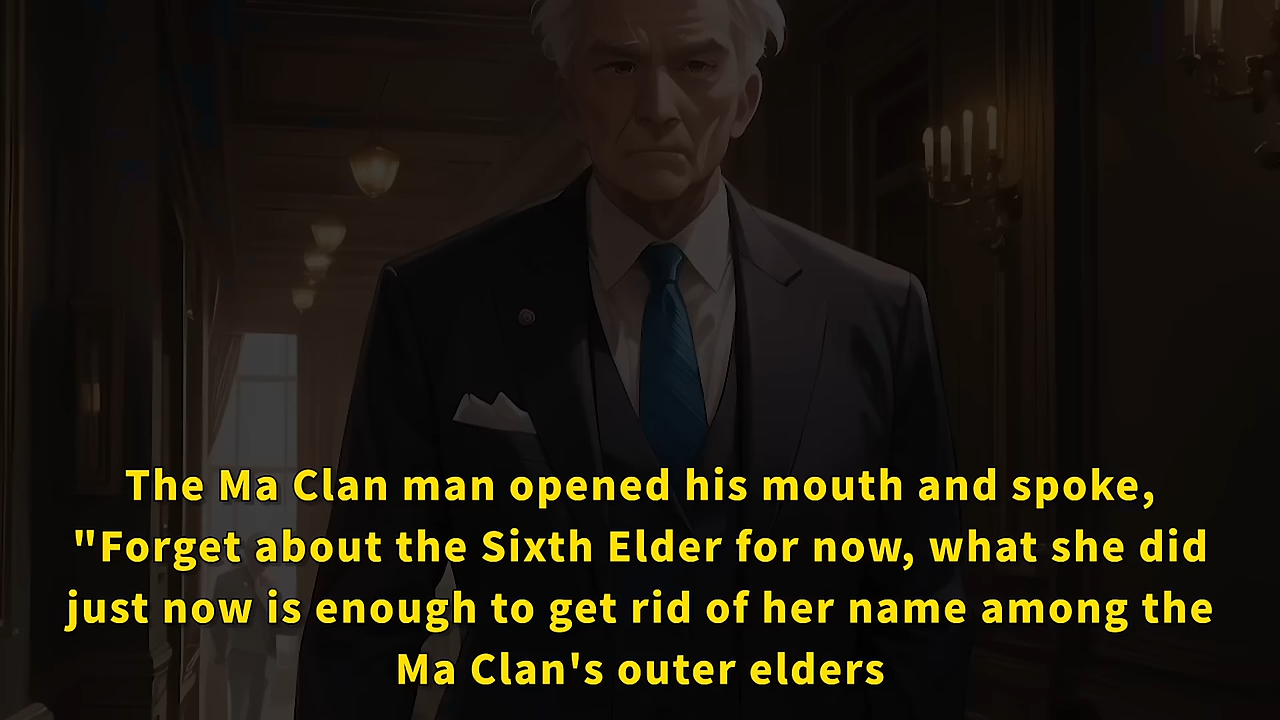 The Ma Clan man opened his mouth and spoke,
"Forget about the Sixth Elder for now, what she did
just now is enough to get rid of her name among the
Ma Clan's outer elders